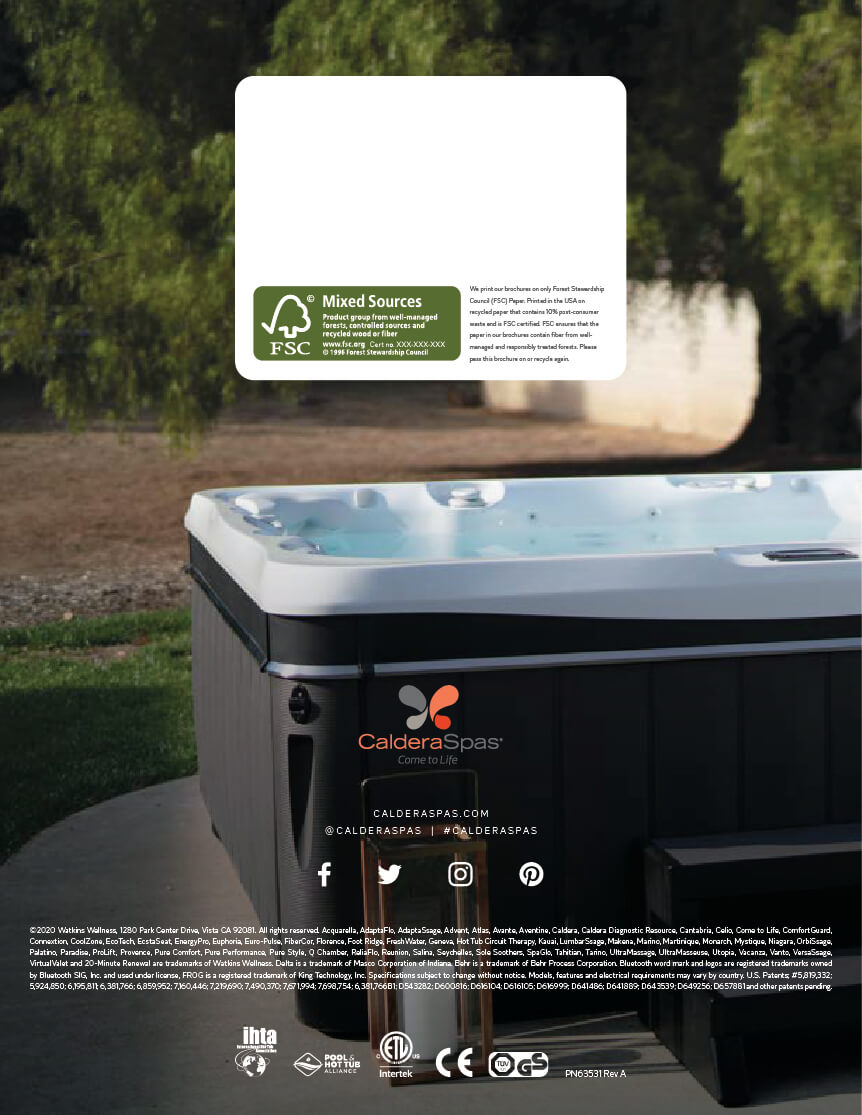 Mixed Sources
Product group from well-managed
forests, controlled sources and
recycled wood or fiber
www.fsc.org Cert no. XXX-XXX-XXX
© 1996 Forest Stewardship Council
FSC
©
We print our brochures on only Forest Stewardship
Council (FSC) Paper. Printed in the USA on
recycled paper that contains 10% post-consumer
waste and is FSC certified. FSC ensures that the
paper in our brochures contain fiber from well-
managed and responsibly treated forests. Please
pass this brochure on or recycle again.
CalderaSpas®
Come to Life
CALDERASPAS.COM
@CALDERASPAS | #CALDERASPAS
©2020 Watkins Wellness, 1280 Park Center Drive, Vista CA 92081. All rights reserved. Acquarella, AdaptaFlo, AdaptaSsage, Advent, Atlas, Avante, Aventine, Caldera, Caldera Diagnostic Resource, Cantabria, Celio, Come to Life, ComfortGuard,
Connextion, CoolZone, EcoTech, EcstaSeat, EnergyPro, Euphoria, Euro-Pulse, FiberCor, Florence, Foot Ridge, FreshWater, Geneva, Hot Tub Circuit Therapy, Kauai, LumbarSsage, Makena, Marino, Martinique, Monarch, Mystique, Niagara, OrbiSsage,
Palatino, Paradise, ProLift, Provence, Pure Comfort, Pure Performance, Pure Style, Q Chamber, ReliaFlo, Reunion, Salina, Seychelles, Sole Soothers, SpaGlo, Tahitian, Tarino, UltraMassage, UltraMasseuse, Utopia, Vacanza, Vanto, VersaSsage,
VirtualValet and 20-Minute Renewal are trademarks of Watkins Wellness. Delta is a trademark of Masco Corporation of Indiana. Behr is a trademark of Behr Process Corporation. Bluetooth word mark and logos are registered trademarks owned
by Bluetooth SIG, Inc. and used under license, FROG is a registered trademark of King Technology, Inc. Specifications subject to change without notice. Models, features and electrical requirements may vary by country. U.S. Patents; #5,819,332;
5,924,850; 6,195,811; 6,381,766; 6,859,952; 7,160,446; 7,219,690; 7,490,370; 7,671,994; 7,698,754; 6,381,766B1; D543282; D600816; D616104; D616105; D616999; D641486; D641889; D643539; D649256; D657881 and other patents pending.
ihta
International Hot Tub
Association
POOL &
HOT TUB
ALLIANCE
C ETL US
Intertek
CE
TÜV GS
PN63531 Rev A